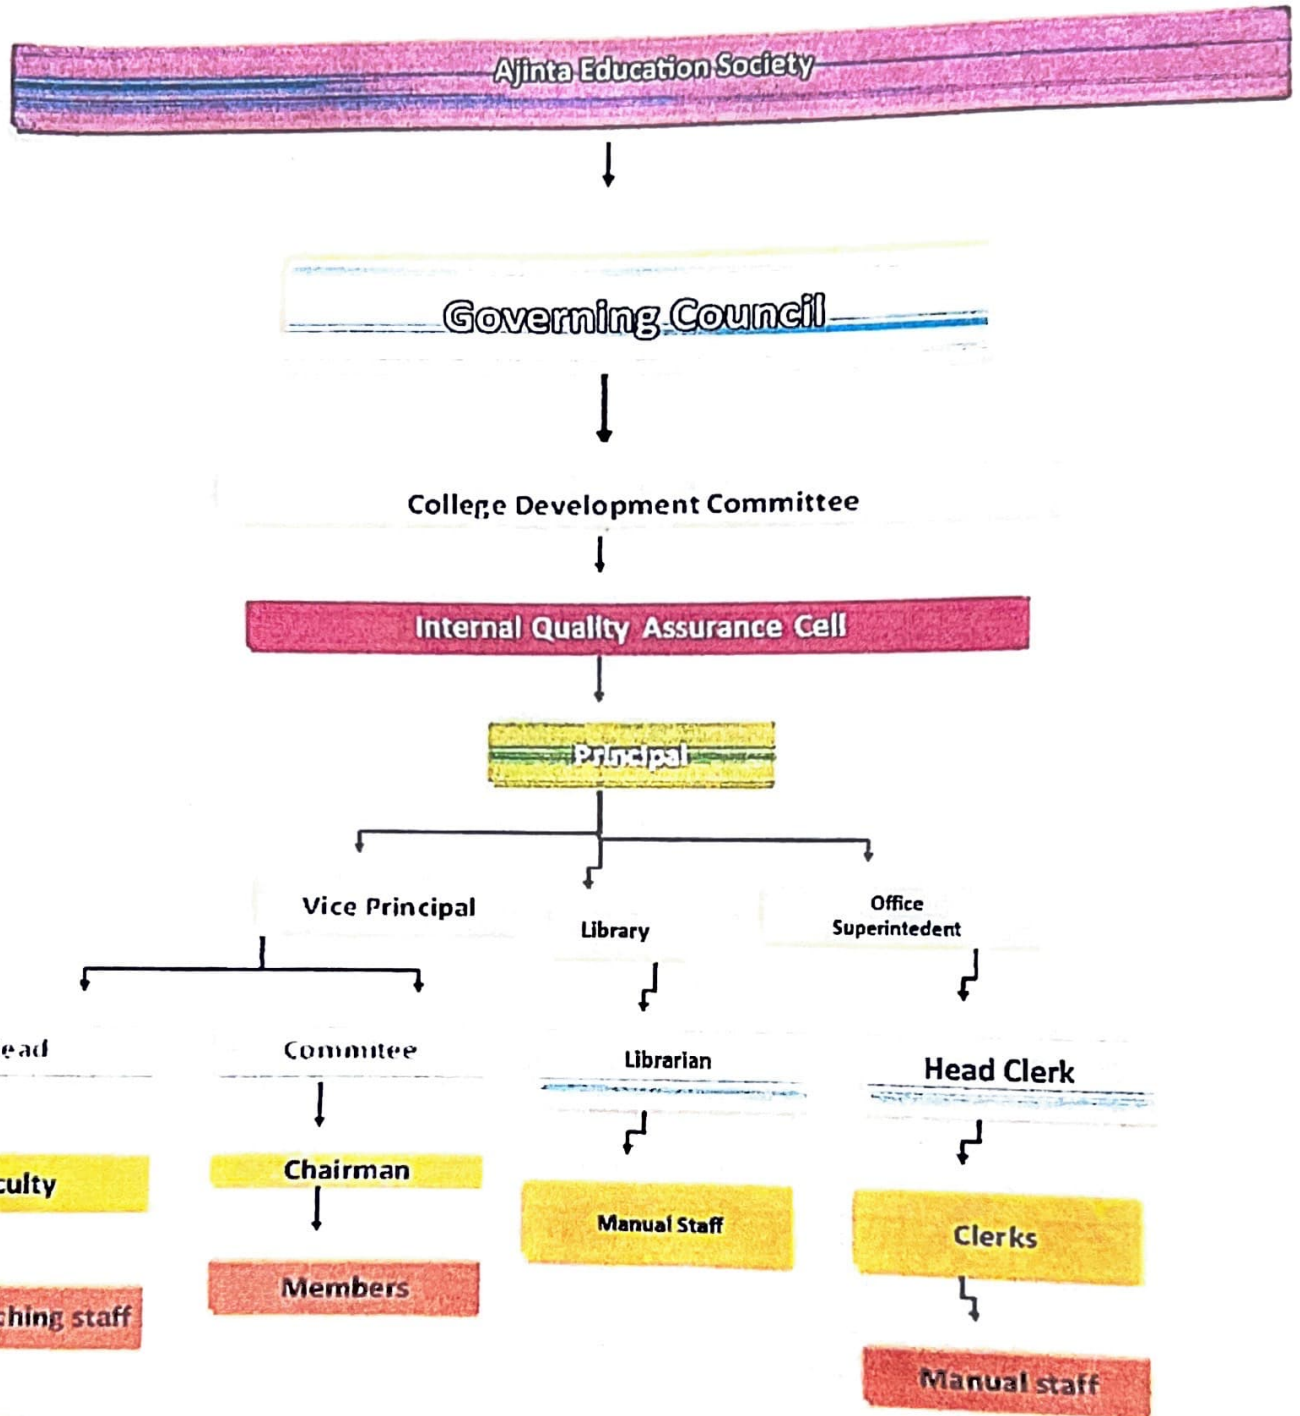 Ajinta Education Society
Governing Council
College Development Committee
Internal Quality Assurance Cell
Principal
Vice Principal
Library
Office
Superintedent
ead
Commitee
Librarian
Head Clerk
culty
Chairman
Manual Staff
Clerks
ching staff
Members
Manual staff